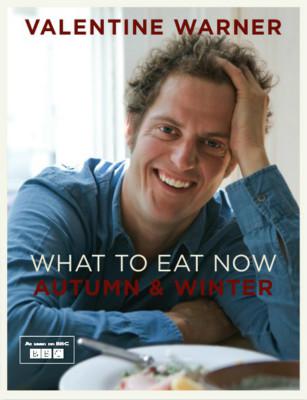 VALENTINE WARNER
WHAT TO EAT NOW
AUTUMN & WINTER
As seen on BBC
BBC